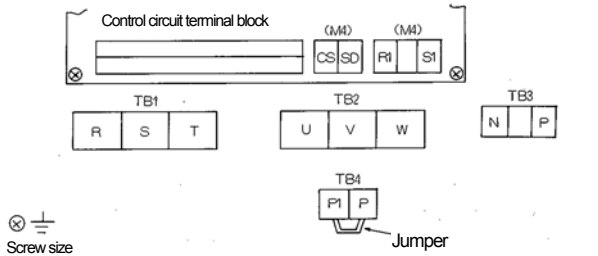 Control circuit terminal block
(M4) (M4)
CS SD R1 S1
TB1 TB2 TB3
R S T U V W N P
TB4
P1 P
Jumper
Screw size